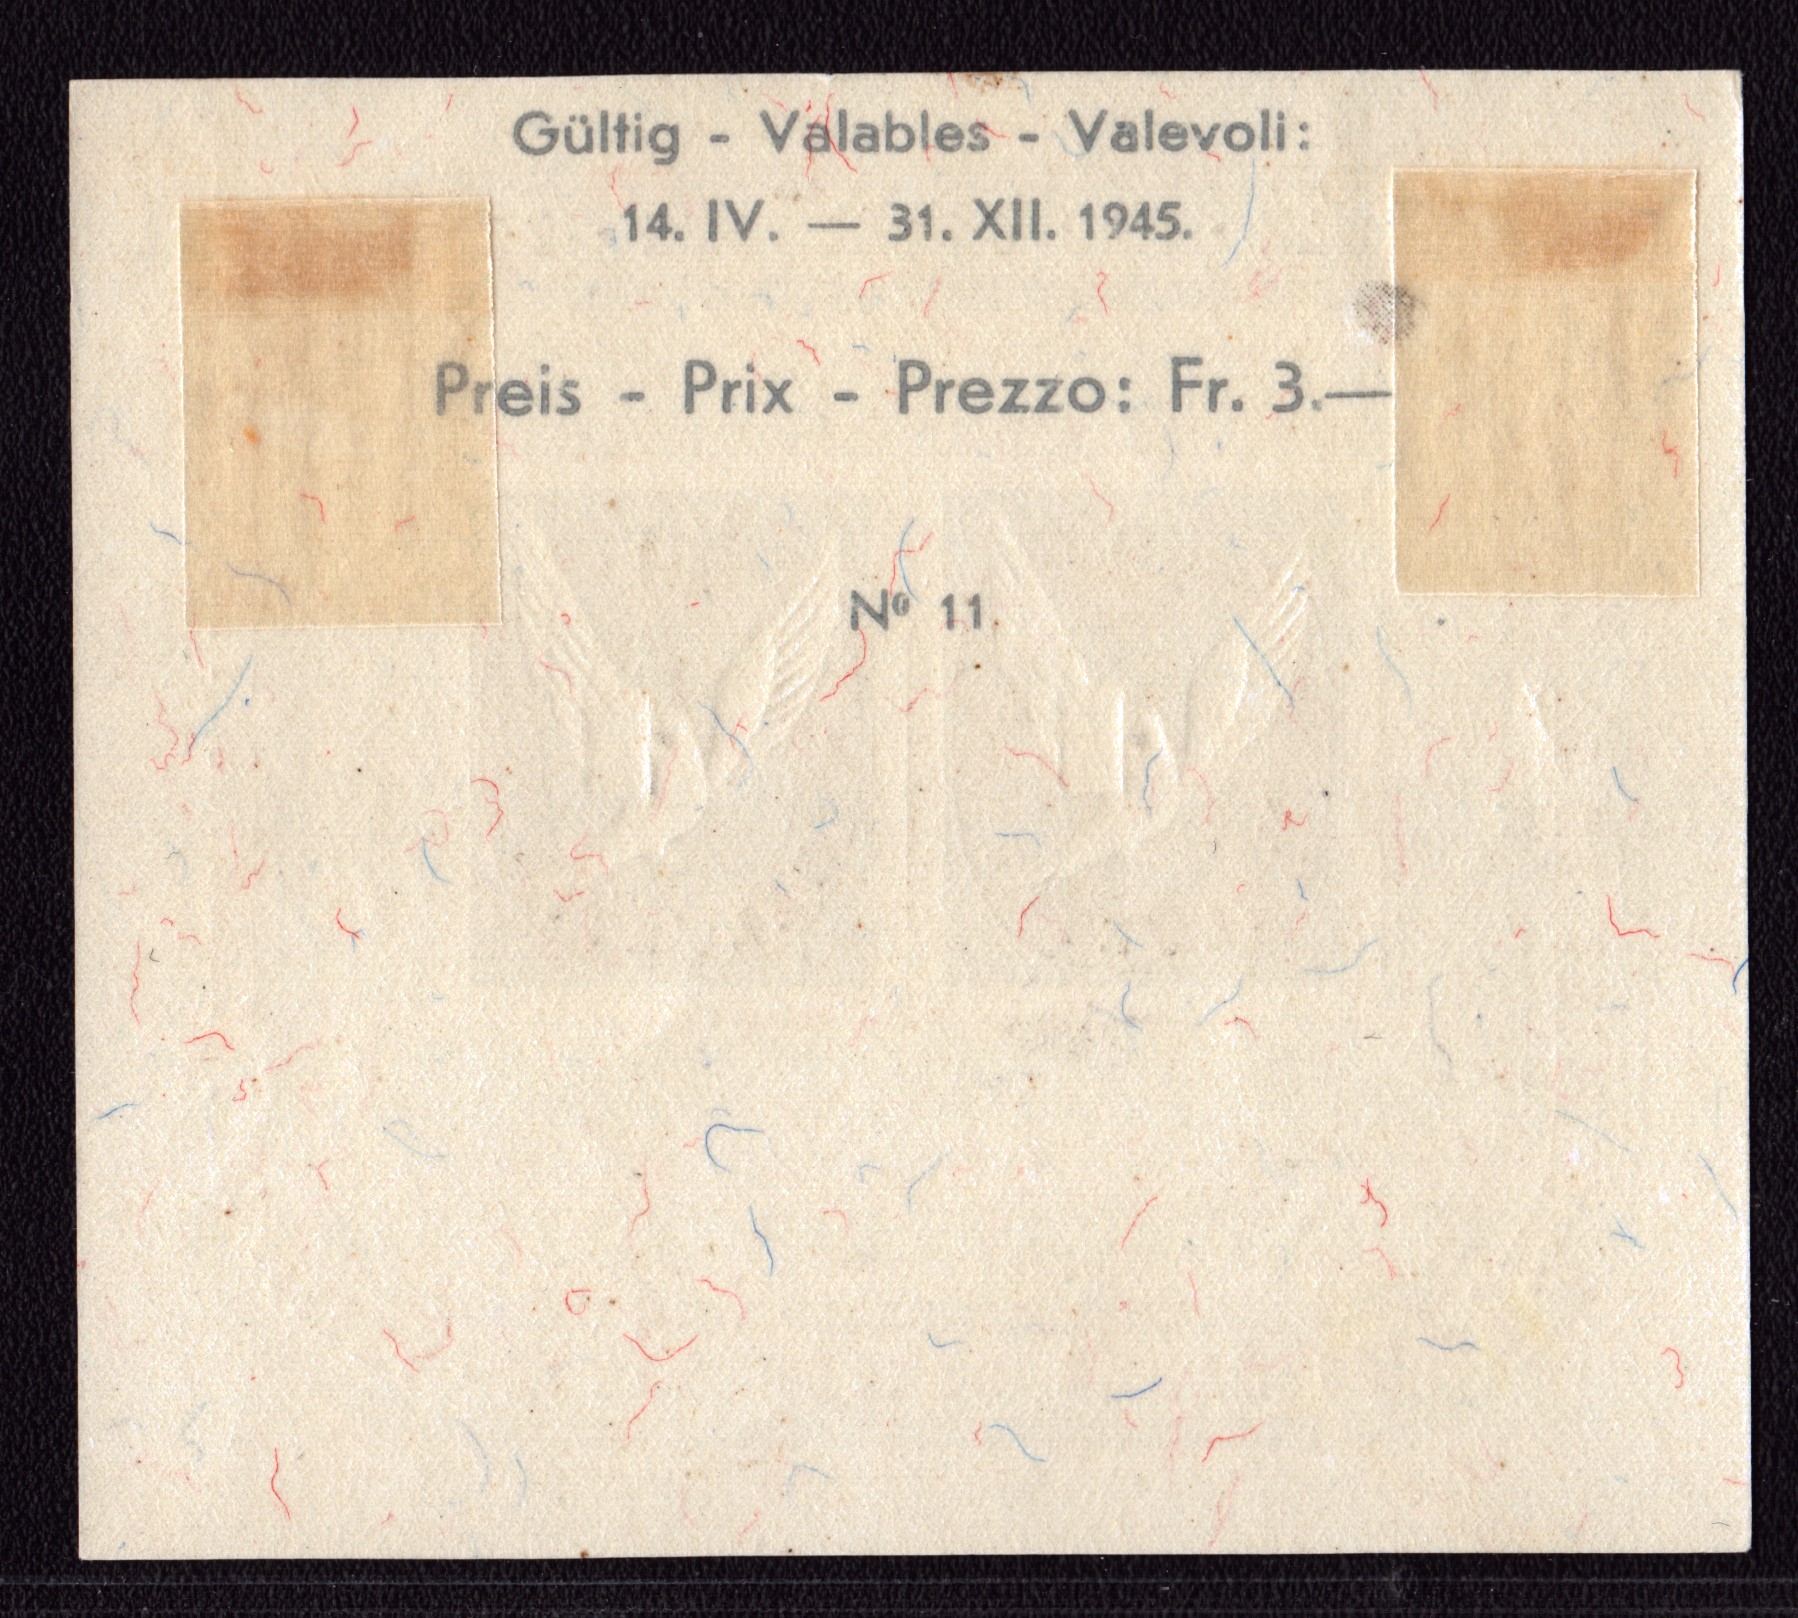 Gültig - Valables - Valevoli:
14. IV. — 31. XII. 1945.
Preis - Prix - Prezzo: Fr. 3.—
Nº 11